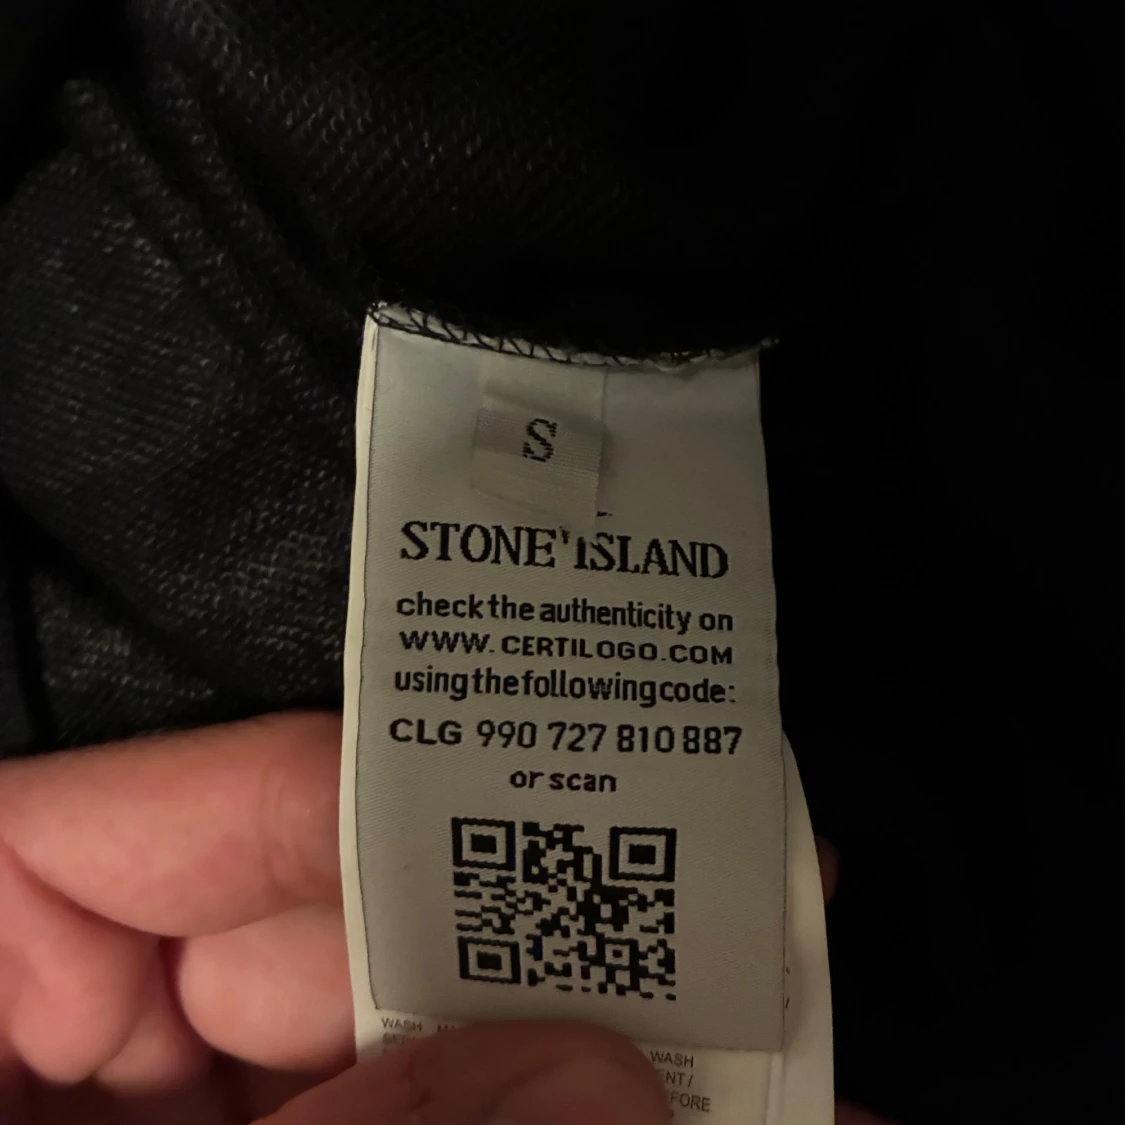 S
STONE ISLAND
check the authenticity on
WWW.CERTILOGO.COM
using the following code:
CLG 990 727 810 887
or scan
WASH
WASH